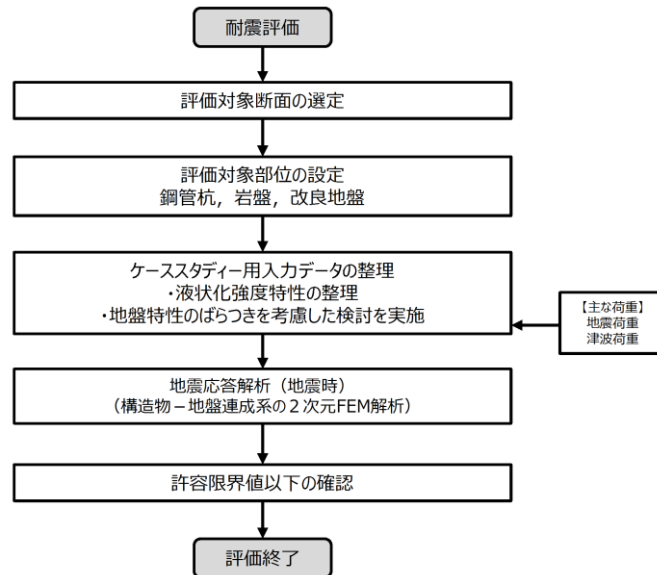 耐震評価
評価対象断面の選定
評価対象部位の設定
鋼管杭，岩盤，改良地盤
ケーススタディー用入力データの整理
・液状化強度特性の整理
・地盤特性のばらつきを考慮した検討を実施
【主な荷重】
地震荷重
津波荷重
地震応答解析（地震時）
（構造物－地盤連成系の２次元FEM解析）
許容限界値以下の確認
評価終了